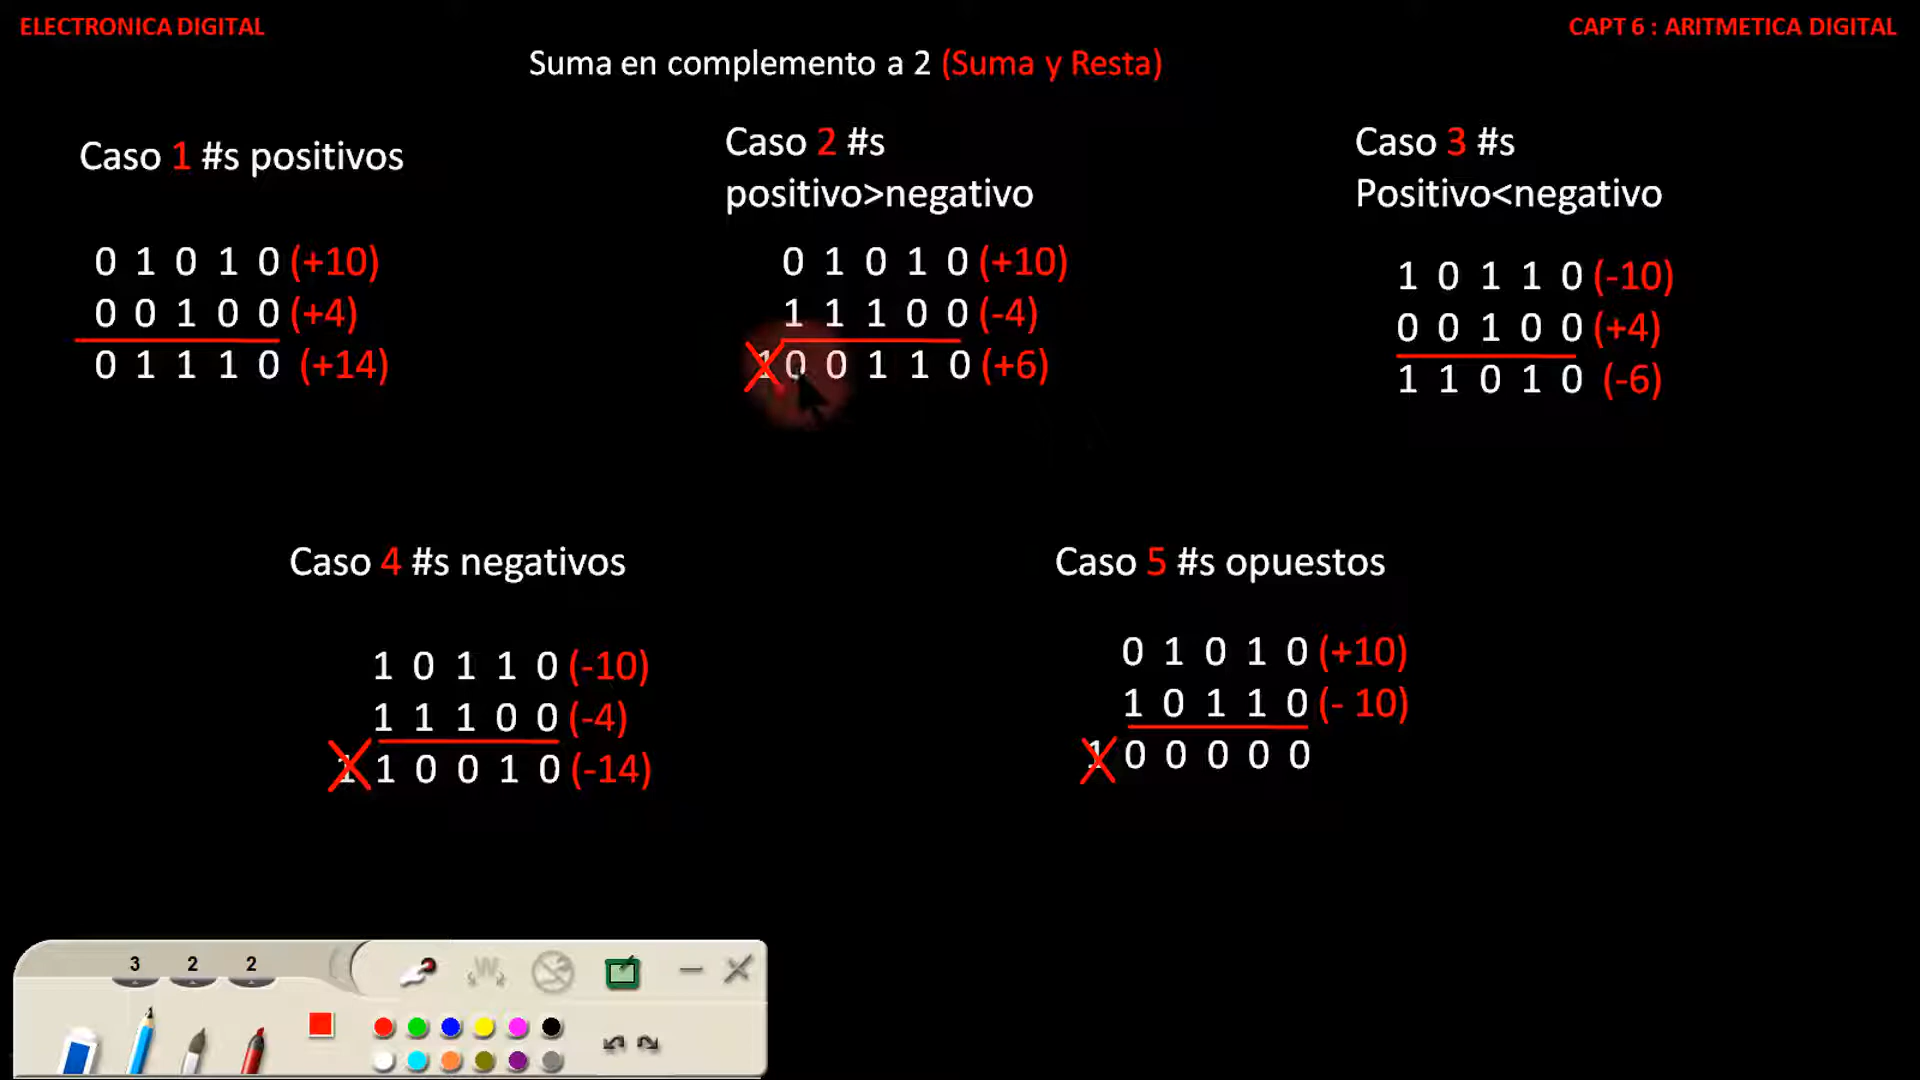 ELECTRONICA DIGITAL
CAPT 6 : ARITMETICA DIGITAL
Suma en complemento a 2 (Suma y Resta)
Caso 1 #s positivos
0 1 0 1 0 (+10)
0 0 1 0 0 (+4)
0 1 1 1 0 (+14)
Caso 2 #s
positivo>negativo
0 1 0 1 0 (+10)
1 1 1 0 0 (-4)
1 0 0 1 1 0 (+6)
Caso 3 #s
Positivo<negativo
1 0 1 1 0 (-10)
0 0 1 0 0 (+4)
1 1 0 1 0 (-6)
Caso 4 #s negativos
1 0 1 1 0 (-10)
1 1 1 0 0 (-4)
1 1 0 0 1 0 (-14)
Caso 5 #s opuestos
0 1 0 1 0 (+10)
1 0 1 1 0 (- 10)
1 0 0 0 0 0
3 2 2